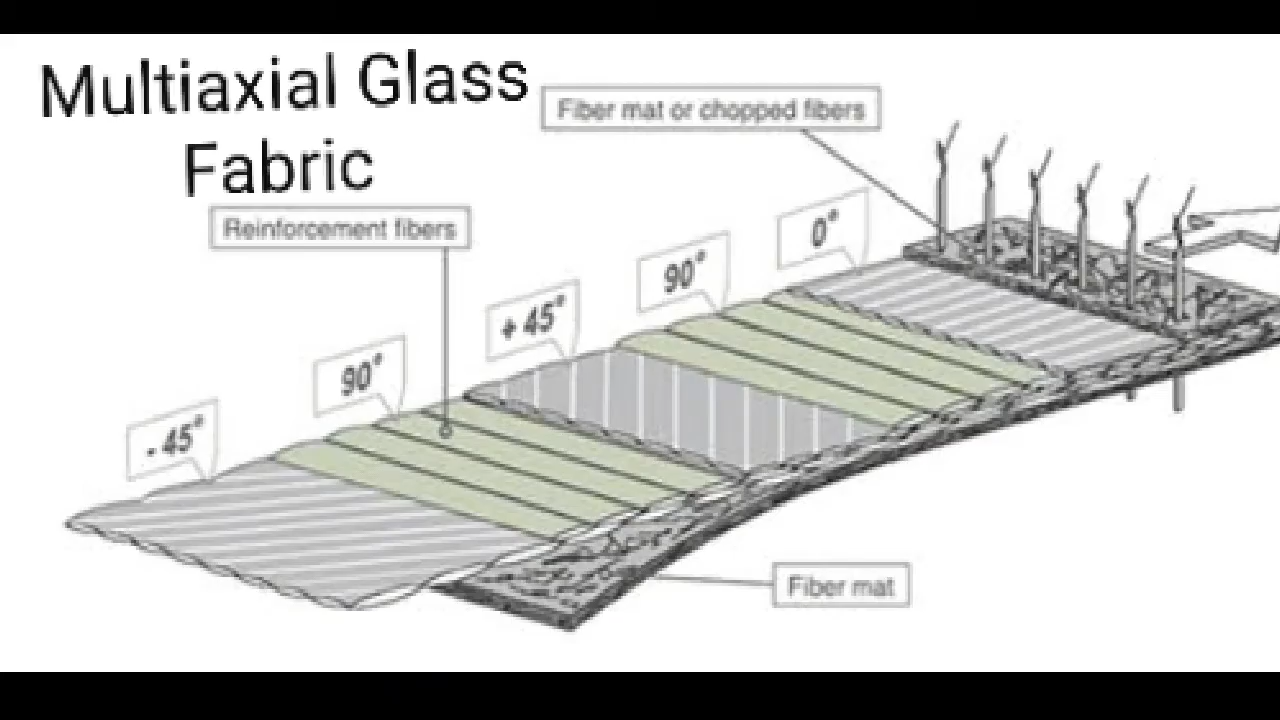 Multiaxial Glass
Fabric
Fiber mat or chopped fibers
Reinforcement fibers
0°
90°
+ 45°
90°
- 45°
Fiber mat